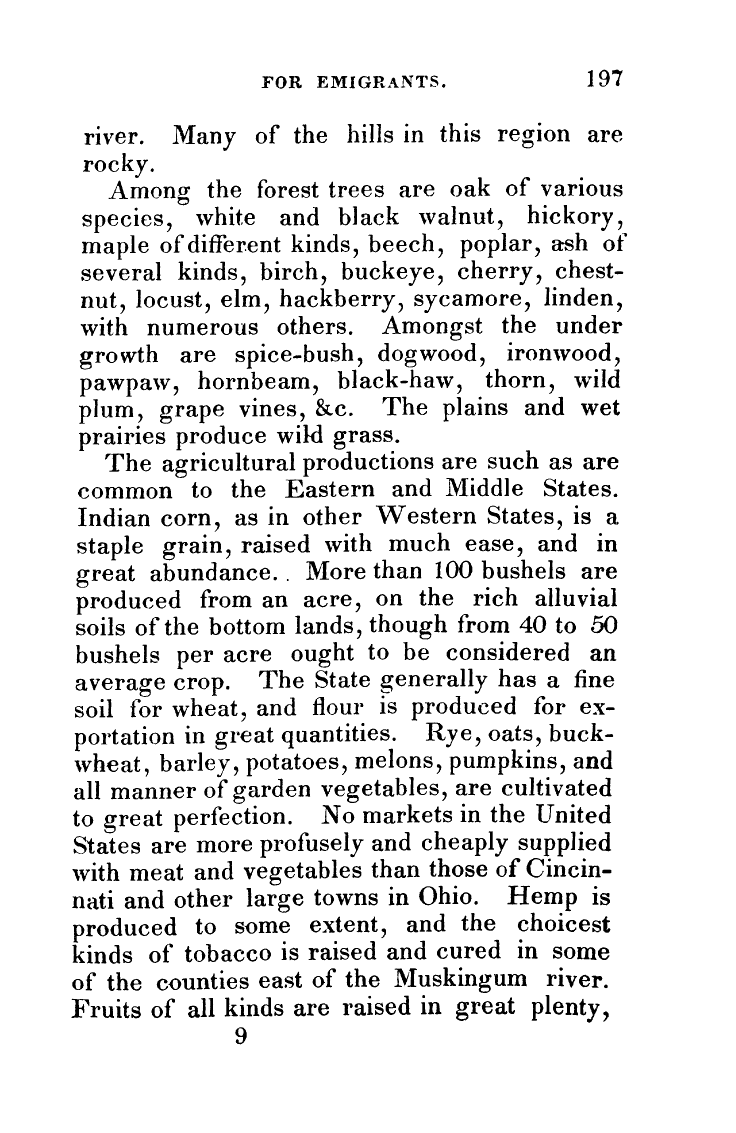 FOR EMIGRANTS. 197
river. Many of the hills in this region are
rocky.
Among the forest trees are oak of various
species, white and black walnut, hickory,
maple of different kinds, beech, poplar, ash of
several kinds, birch, buckeye, cherry, chest-
nut, locust, elm, hackberry, sycamore, linden,
with numerous others. Amongst the under
growth are spice-bush, dogwood, ironwood,
pawpaw, hornbeam, black-haw, thorn, wild
plum, grape vines, &c. The plains and wet
prairies produce wild grass.
The agricultural productions are such as are
common to the Eastern and Middle States.
Indian corn, as in other Western States, is a
staple grain, raised with much ease, and in
great abundance. More than 100 bushels are
produced from an acre, on the rich alluvial
soils of the bottom lands, though from 40 to 50
bushels per acre ought to be considered an
average crop. The State generally has a fine
soil for wheat, and flour is produced for ex-
portation in great quantities. Rye, oats, buck-
wheat, barley, potatoes, melons, pumpkins, and
all manner of garden vegetables, are cultivated
to great perfection. No markets in the United
States are more profusely and cheaply supplied
with meat and vegetables than those of Cincin-
nati and other large towns in Ohio. Hemp is
produced to some extent, and the choicest
kinds of tobacco is raised and cured in some
of the counties east of the Muskingum river.
Fruits of all kinds are raised in great plenty,
9